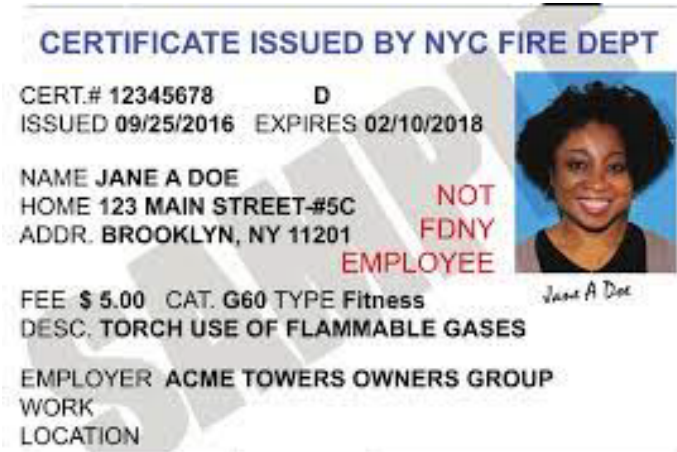 CERTIFICATE ISSUED BY NYC FIRE DEPT
CERT.# 12345678 D
ISSUED 09/25/2016 EXPIRES 02/10/2018
NAME JANE A DOE
HOME 123 MAIN STREET-#5C
ADDR. BROOKLYN, NY 11201
NOT
FDNY
EMPLOYEE
Jane A Doe
FEE $ 5.00 CAT. G60 TYPE Fitness
DESC. TORCH USE OF FLAMMABLE GASES
EMPLOYER ACME TOWERS OWNERS GROUP
WORK
LOCATION
SAMPLE